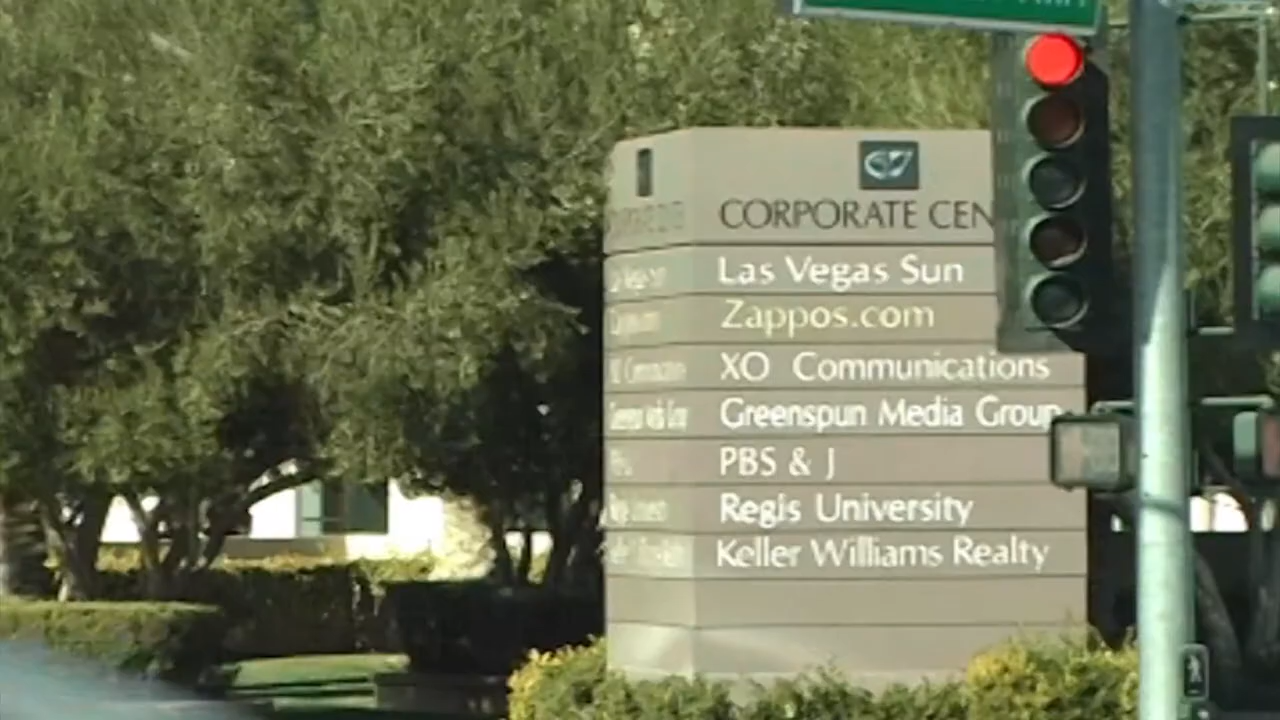 CORPORATE CEN
Las Vegas Sun
Zappos.com
XO Communications
Greenspun Media Group
PBS & J
Regis University
Keller Williams Realty